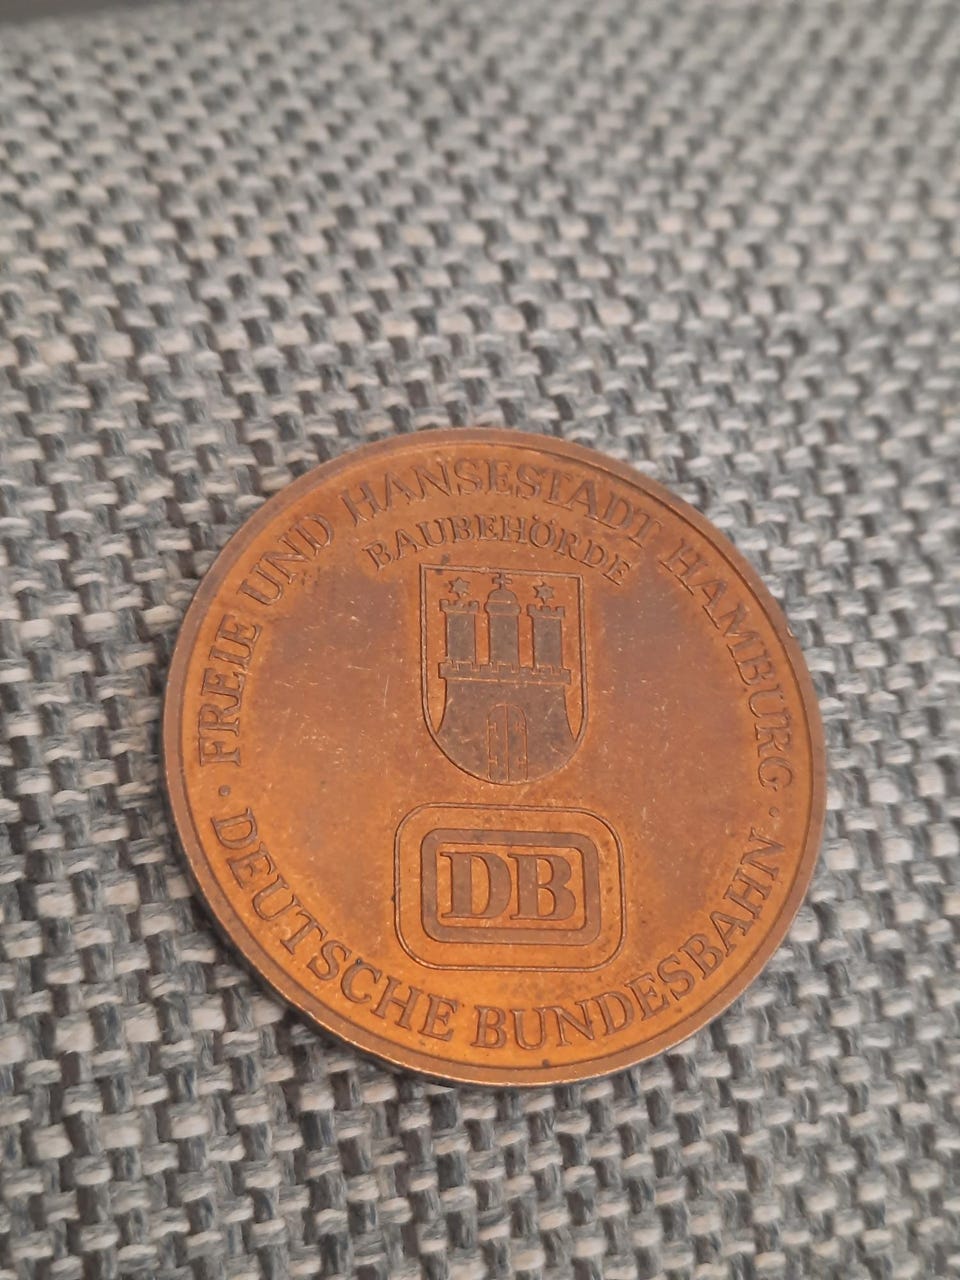 FREIE UND HANSESTADT HAMBURG
BAUBEHÖRDE
DB
· DEUTSCHE BUNDESBAHN ·